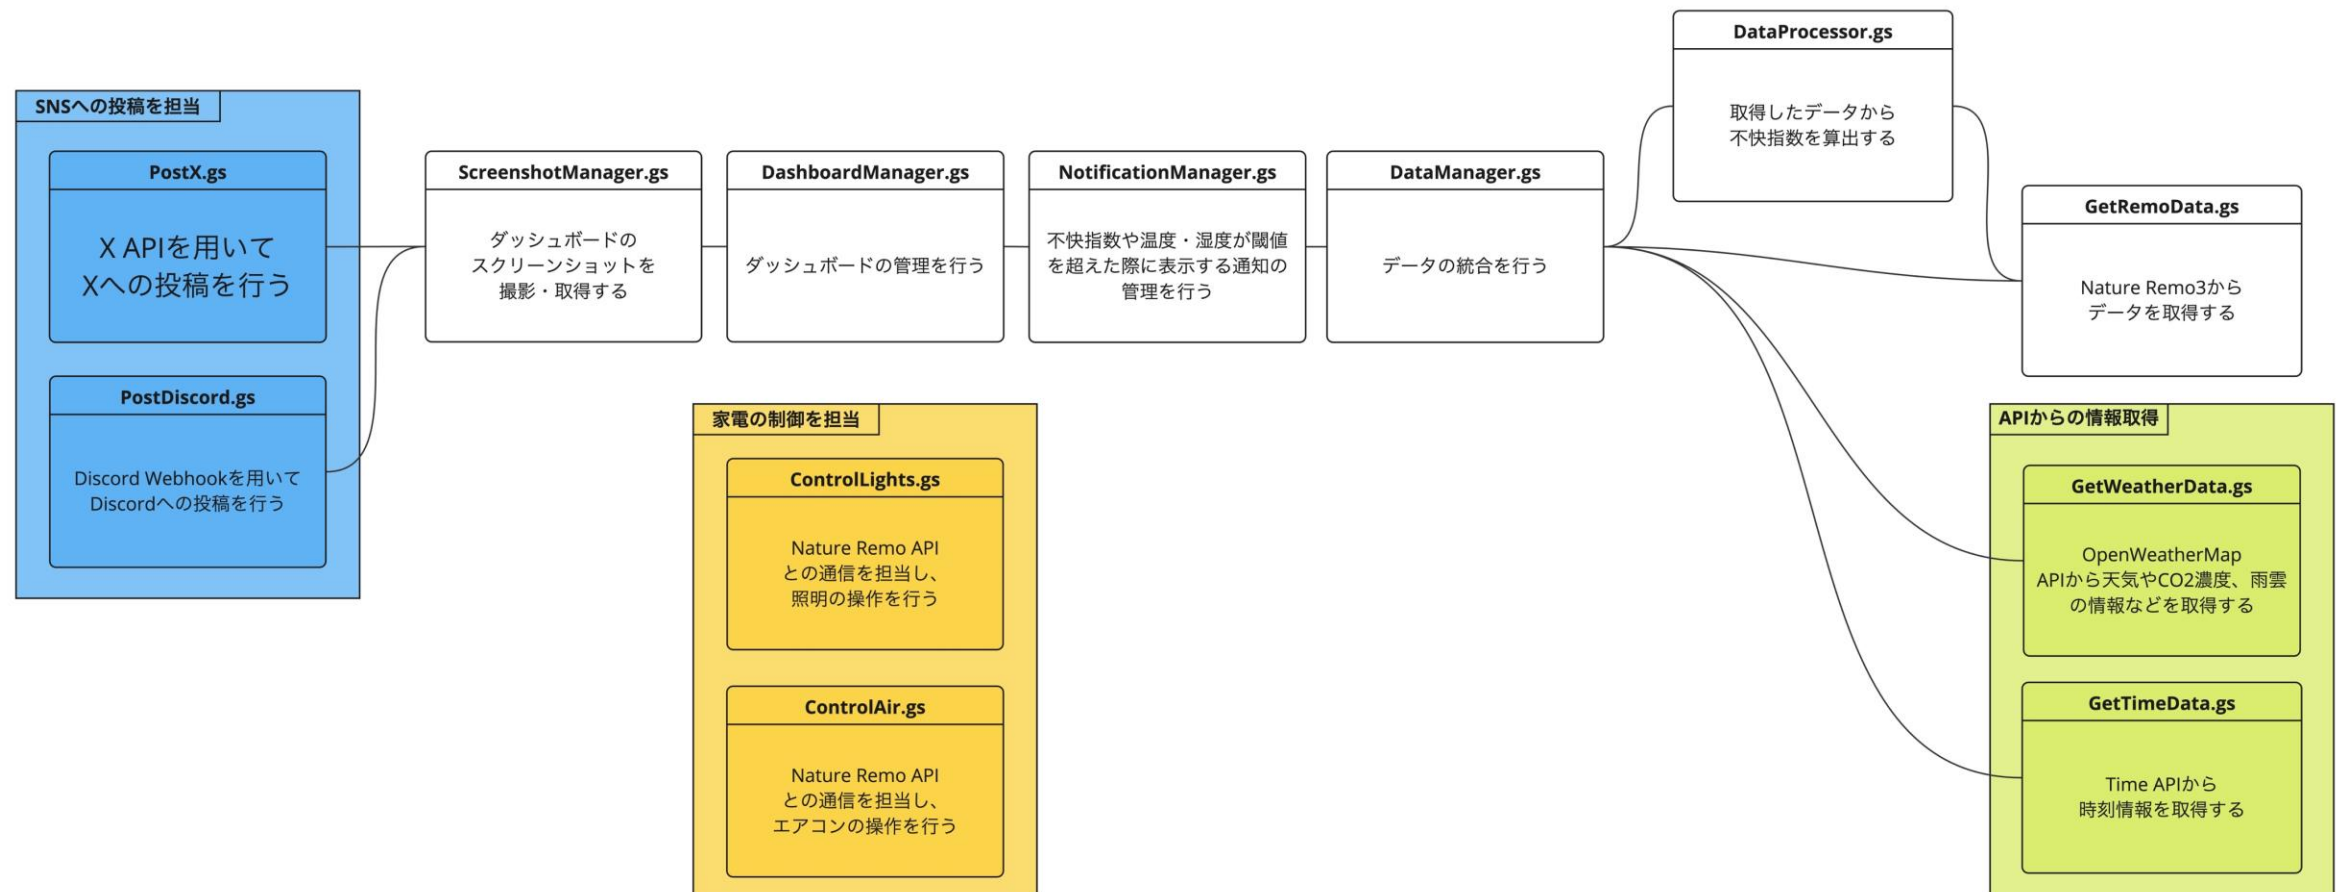 SNSへの投稿を担当
PostX.gs
X APIを用いて
Xへの投稿を行う
PostDiscord.gs
Discord Webhookを用いて
Discordへの投稿を行う
ScreenshotManager.gs
ダッシュボードの
スクリーンショットを
撮影・取得する
DashboardManager.gs
ダッシュボードの管理を行う
NotificationManager.gs
不快指数や温度・湿度が閾値
を超えた際に表示する通知の
管理を行う
DataManager.gs
データの統合を行う
DataProcessor.gs
取得したデータから
不快指数を算出する
GetRemoData.gs
Nature Remo3から
データを取得する
家電の制御を担当
ControlLights.gs
Nature Remo API
との通信を担当し、
照明の操作を行う
ControlAir.gs
Nature Remo API
との通信を担当し、
エアコンの操作を行う
APIからの情報取得
GetWeatherData.gs
OpenWeatherMap
APIから天気やCO2濃度、雨雲
の情報などを取得する
GetTimeData.gs
Time APIから
時刻情報を取得する